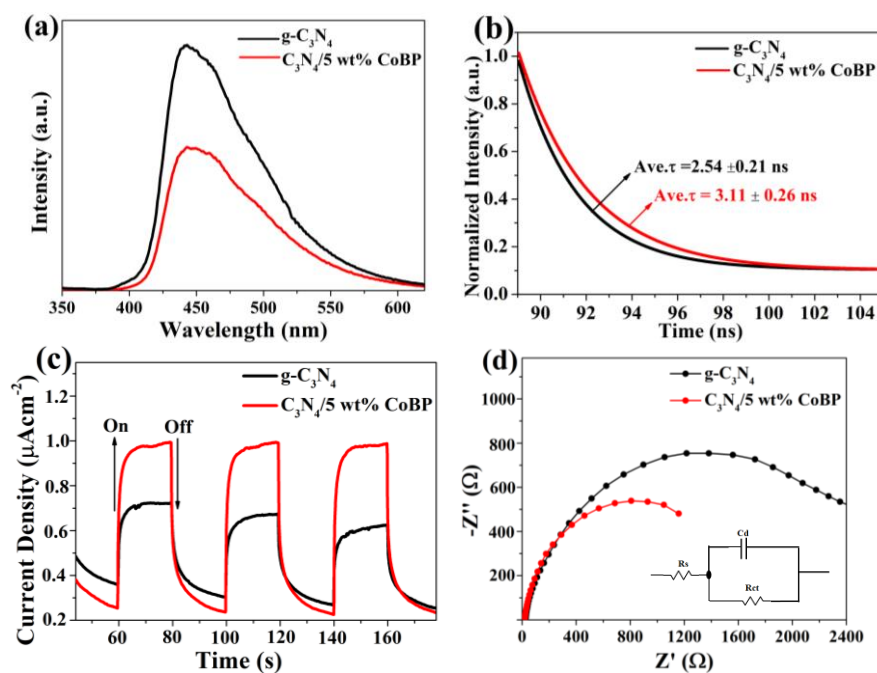 (a)
g-C₃N₄
C₃N₄/5 wt% CoBP
Intensity (a.u.)
350 400 450 500 550 600
Wavelength (nm)
(b)
g-C₃N₄
C₃N₄/5 wt% CoBP
Normalized Intensity (a.u.)
1.0
0.8
0.6
0.4
0.2
0.0
Ave.τ =2.54 ±0.21 ns
Ave.τ = 3.11 ± 0.26 ns
90 92 94 96 98 100 102 104
Time (ns)
(c)
g-C₃N₄
C₃N₄/5 wt% CoBP
Current Density (µAcm⁻²)
1.2
1.0
0.8
0.6
0.4
0.2
On
Off
60 80 100 120 140 160
Time (s)
(d)
g-C₃N₄
C₃N₄/5 wt% CoBP
-Z'' (Ω)
1000
800
600
400
200
Cd
Rs
Rct
0 400 800 1200 1600 2000 2400
Z' (Ω)